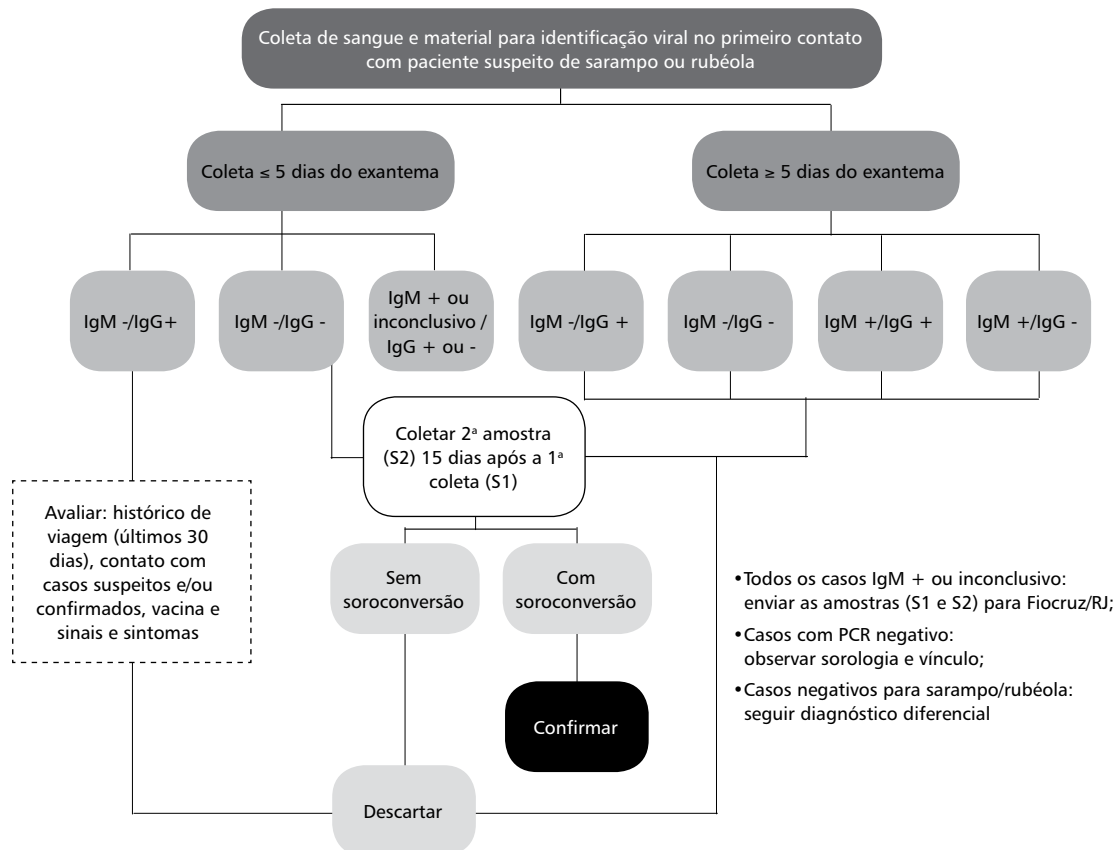 Coleta de sangue e material para identificação viral no primeiro contato
com paciente suspeito de sarampo ou rubéola
Coleta ≤ 5 dias do exantema
Coleta ≥ 5 dias do exantema
IgM -/IgG+
IgM -/IgG -
IgM + ou
inconclusivo /
IgG + ou -
IgM -/IgG +
IgM -/IgG -
IgM +/IgG +
IgM +/IgG -
Coletar 2ª amostra
(S2) 15 dias após a 1ª
coleta (S1)
Avaliar: histórico de
viagem (últimos 30
dias), contato com
casos suspeitos e/ou
confirmados, vacina e
sinais e sintomas
Sem
soroconversão
Com
soroconversão
•Todos os casos IgM + ou inconclusivo:
enviar as amostras (S1 e S2) para Fiocruz/RJ;
•Casos com PCR negativo:
observar sorologia e vínculo;
•Casos negativos para sarampo/rubéola:
seguir diagnóstico diferencial
Confirmar
Descartar